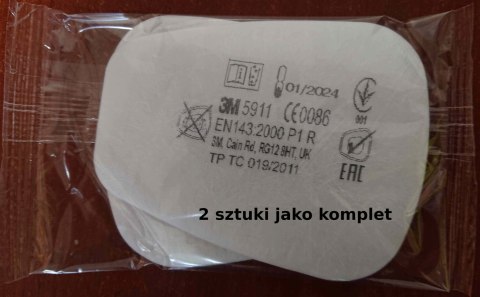 01/2024
3M 5911 CE0086
001
EN143:2000 P1 R
3M, Cain Rd, RG12 8HT, UK
TP TC 019/2011
EAC
2 sztuki jako komplet